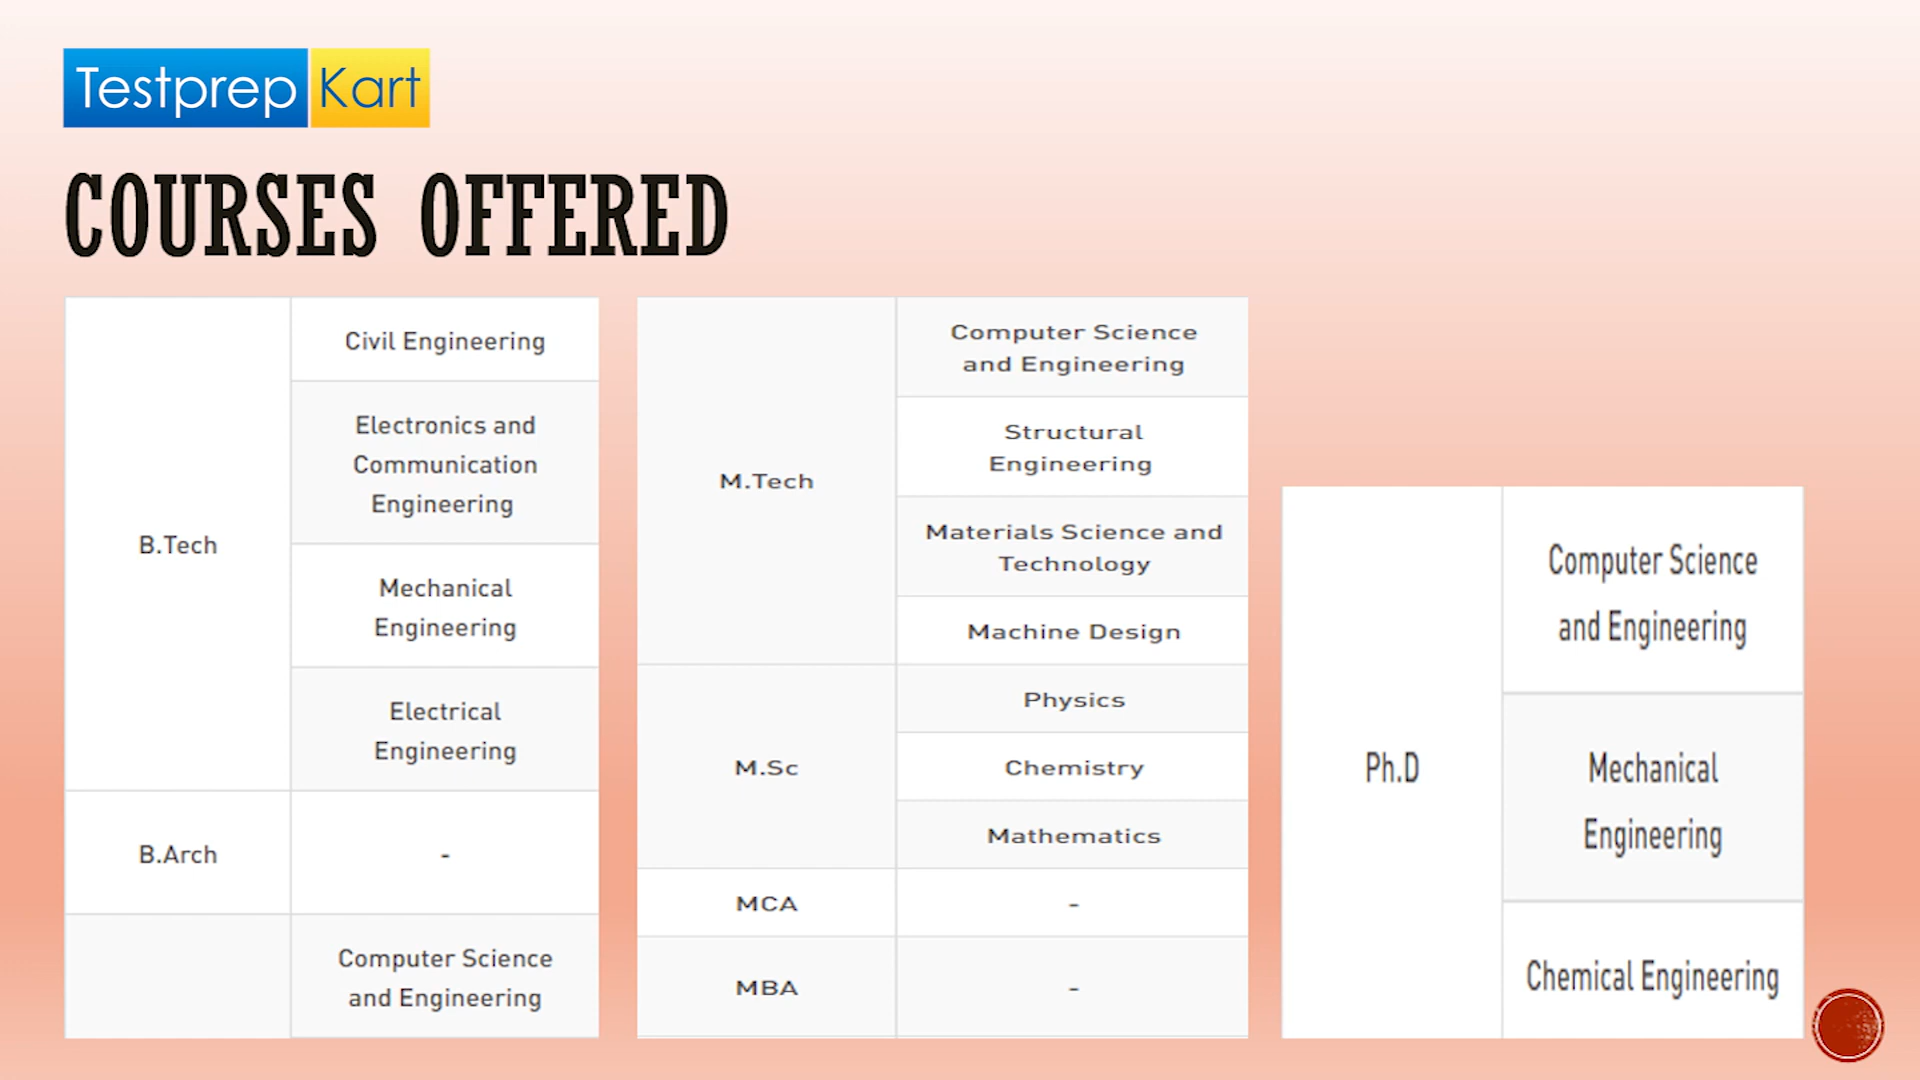 Testprep Kart
COURSES OFFERED
B.Tech
Civil Engineering
Electronics and
Communication
Engineering
Mechanical
Engineering
Electrical
Engineering
B.Arch
-
Computer Science
and Engineering
M.Tech
Computer Science
and Engineering
Structural
Engineering
Materials Science and
Technology
Machine Design
M.Sc
Physics
Chemistry
Mathematics
MCA
-
MBA
-
Ph.D
Computer Science
and Engineering
Mechanical
Engineering
Chemical Engineering